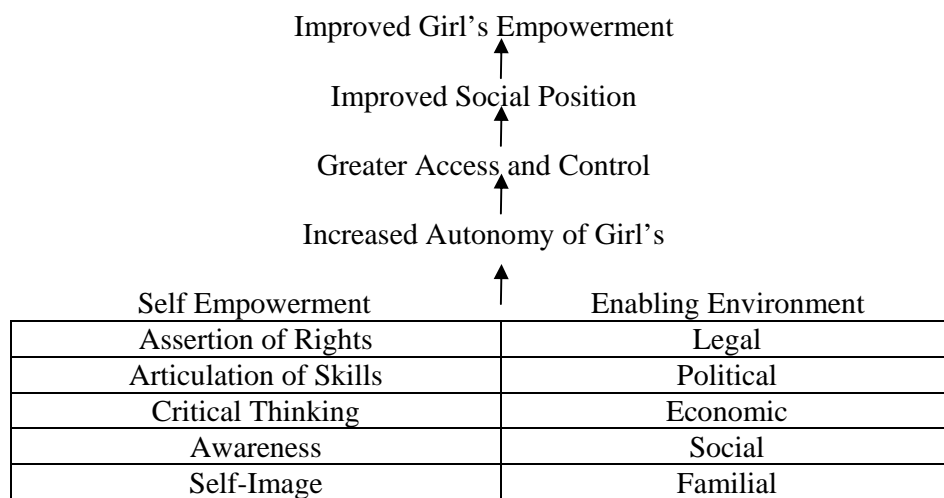 Improved Girl’s Empowerment
Improved Social Position
Greater Access and Control
Increased Autonomy of Girl’s
Self Empowerment Enabling Environment
Assertion of Rights Legal
Articulation of Skills Political
Critical Thinking Economic
Awareness Social
Self-Image Familial